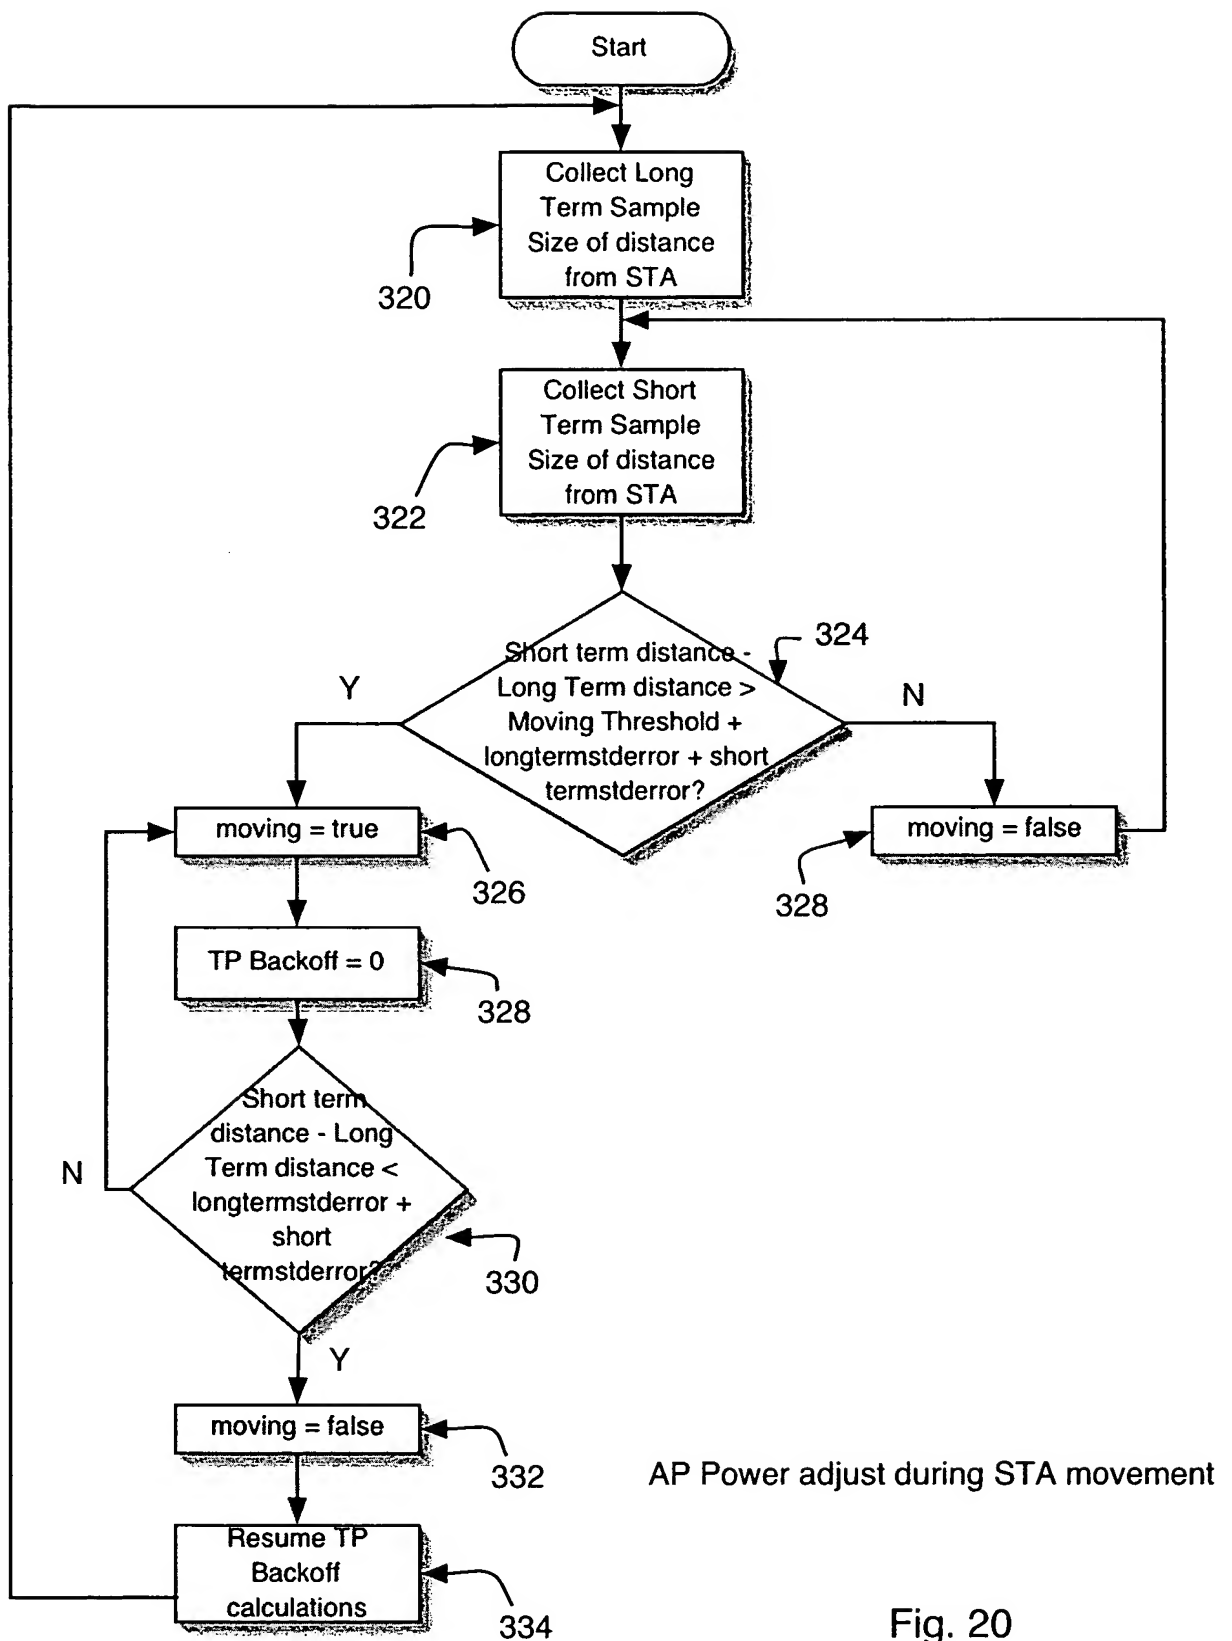 Start
Collect Long
Term Sample
Size of distance
from STA
320
Collect Short
Term Sample
Size of distance
from STA
322
324
Short term distance -
Long Term distance >
Moving Threshold +
longtermstderror + short
termstderror?
Y
N
moving = true
326
moving = false
328
TP Backoff = 0
328
Short term
distance - Long
Term distance <
longtermstderror +
short
termstderror?
N
330
Y
moving = false
332
AP Power adjust during STA movement
Resume TP
Backoff
calculations
334
Fig. 20